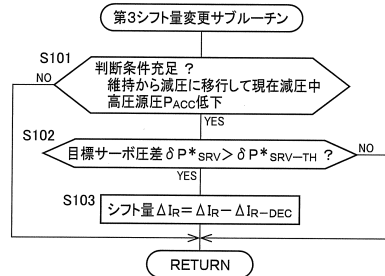 第3シフト量変更サブルーチン
S101
判断条件充足 ?
NO
維持から減圧に移行して現在減圧中
高圧源圧PACC低下
YES
S102
NO
目標サーボ圧差δP*SRV>δP*SRV-TH ?
YES
S103
シフト量ΔIR=ΔIR-ΔIR-DEC
RETURN